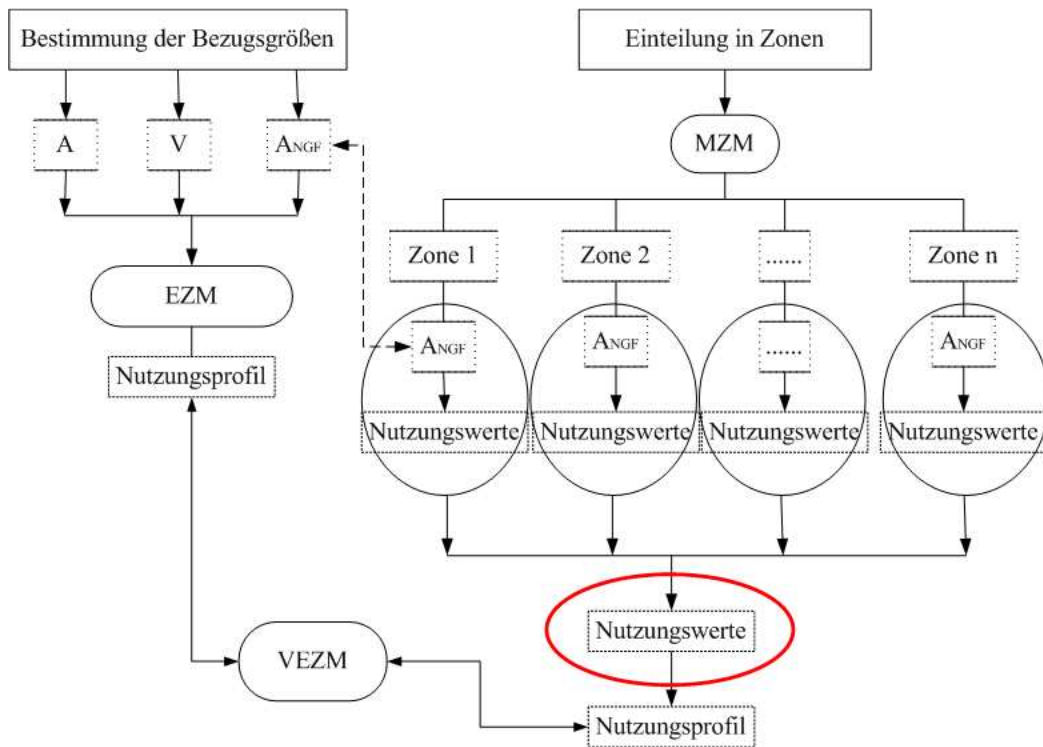 Bestimmung der Bezugsgrößen
Einteilung in Zonen
A
V
ANGF
MZM
Zone 1
Zone 2
......
Zone n
EZM
ANGF
ANGF
......
ANGF
Nutzungsprofil
Nutzungswerte
Nutzungswerte
Nutzungswerte
Nutzungswerte
Nutzungswerte
VEZM
Nutzungsprofil